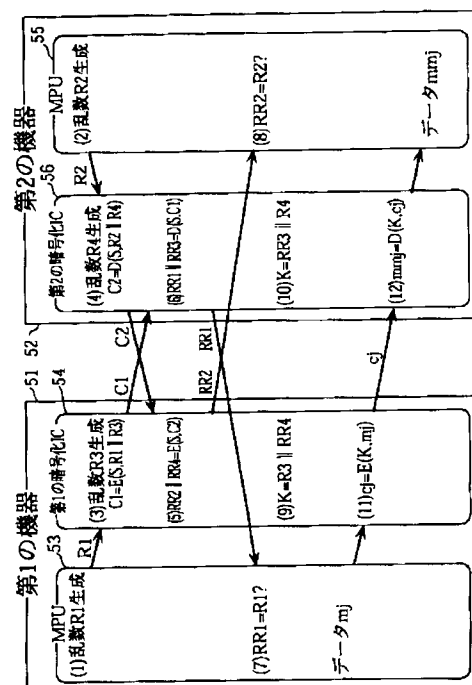 第1の機器
51
MPU
53
(1)乱数R1生成
R1
(7)RR1=R1?
データmj
第1の暗号化IC
54
(3)乱数R3生成
C1=E(S,R1 || R3)
(5)RR2 || RR4=E(S,C2)
(9)K=R3 || RR4
(11)cj=E(K,mj)
C1
C2
RR2
RR1
cj
第2の機器
52
第2の暗号化IC
56
(4)乱数R4生成
C2=D(S,R2 || R4)
(6)RR1 || RR3=D(S,C1)
(10)K=RR3 || R4
(12)mmj=D(K,cj)
R2
MPU
55
(2)乱数R2生成
(8)RR2=R2?
データmmj